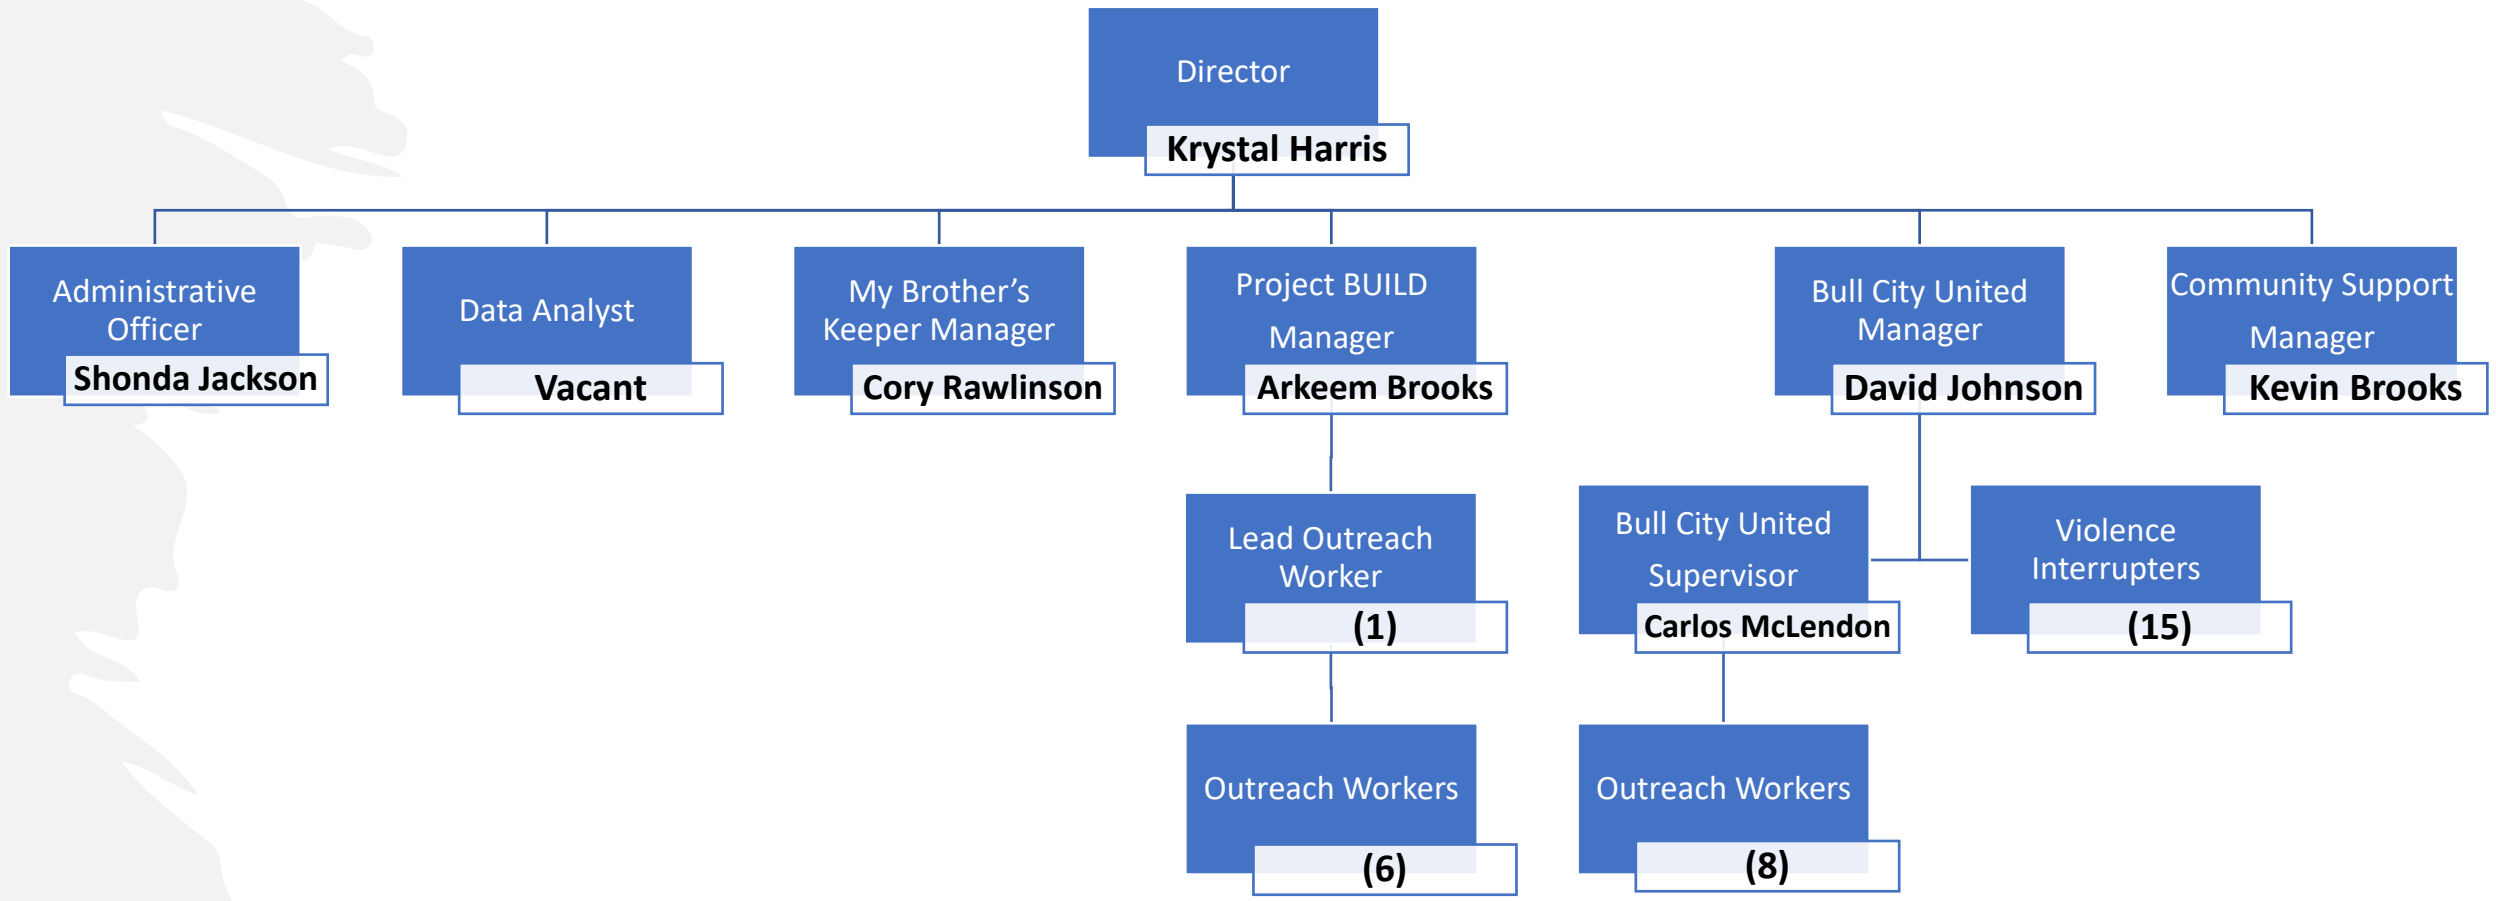 Director
Krystal Harris
Administrative
Officer
Shonda Jackson
Data Analyst
Vacant
My Brother’s
Keeper Manager
Cory Rawlinson
Project BUILD
Manager
Arkeem Brooks
Bull City United
Manager
David Johnson
Community Support
Manager
Kevin Brooks
Lead Outreach
Worker
(1)
Bull City United
Supervisor
Carlos McLendon
Violence
Interrupters
(15)
Outreach Workers
(6)
Outreach Workers
(8)